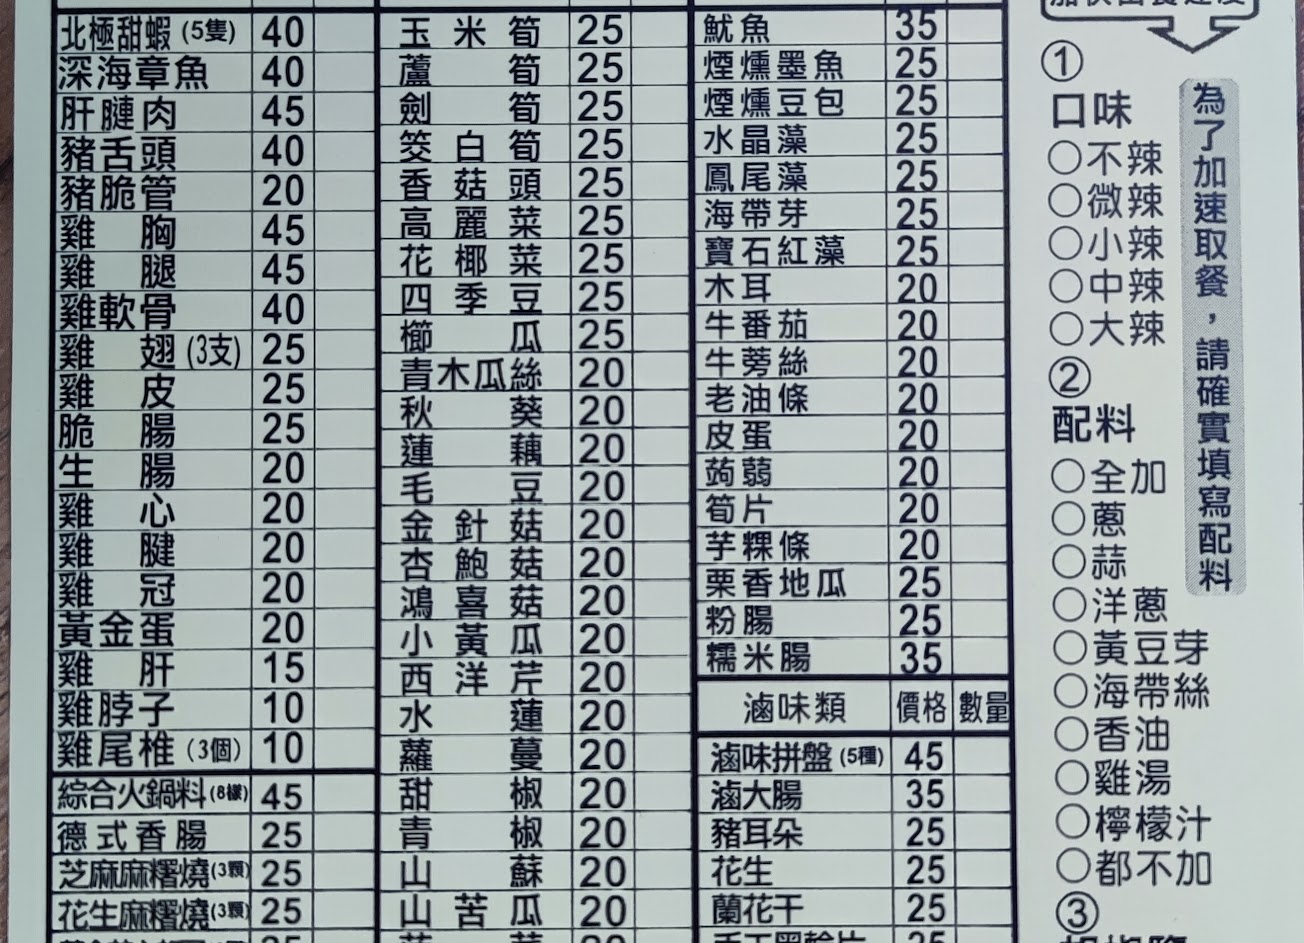 北極甜蝦 (5隻) 40
深海章魚 40
肝腱肉 45
豬舌頭 40
豬脆管 20
雞胸 45
雞腿 45
雞軟骨 40
雞翅 (3支) 25
雞皮 25
脆腸 25
生腸 20
雞心 20
雞腱 20
雞冠 20
黃金蛋 20
雞肝 15
雞脖子 10
雞尾椎 (3個) 10
綜合火鍋料 (8樣) 45
德式香腸 25
芝麻麻糬燒 (3顆) 25
花生麻糬燒 (3顆) 25
玉米筍 25
蘆筍 25
劍筍 25
筊白筍 25
香菇頭 25
高麗菜 25
花椰菜 25
四季豆 25
櫛瓜 25
青木瓜絲 20
秋葵 20
蓮藕 20
毛豆 20
金針菇 20
杏鮑菇 20
鴻喜菇 20
小黃瓜 20
西洋芹 20
水蓮 20
蘿蔓 20
甜椒 20
青椒 20
山蘇 20
山苦瓜 20
魷魚 35
煙燻墨魚 25
煙燻豆包 25
水晶藻 25
鳳尾藻 25
海帶芽 25
寶石紅藻 25
木耳 20
牛番茄 20
牛蒡絲 20
老油條 20
皮蛋 20
蒟蒻 20
筍片 20
芋粿條 20
栗香地瓜 25
粉腸 25
糯米腸 35
滷味類 價格 數量
滷味拼盤 (5種) 45
滷大腸 35
豬耳朵 25
花生 25
蘭花干 25
①
口味
○不辣
○微辣
○小辣
○中辣
○大辣
②
配料
○全加
○蔥
○蒜
○洋蔥
○黃豆芽
○海帶絲
○香油
○雞湯
○檸檬汁
○都不加
③
為了加速取餐，請確實填寫配料